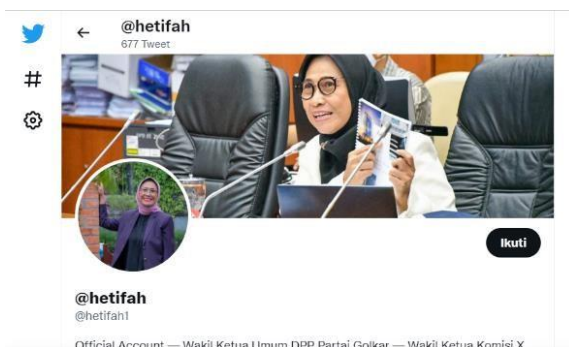 @hetifah
677 Tweet
Ikuti
@hetifah
@hetifah1
Official Account — Wakil Ketua Umum DPP Partai Golkar — Wakil Ketua Komisi X